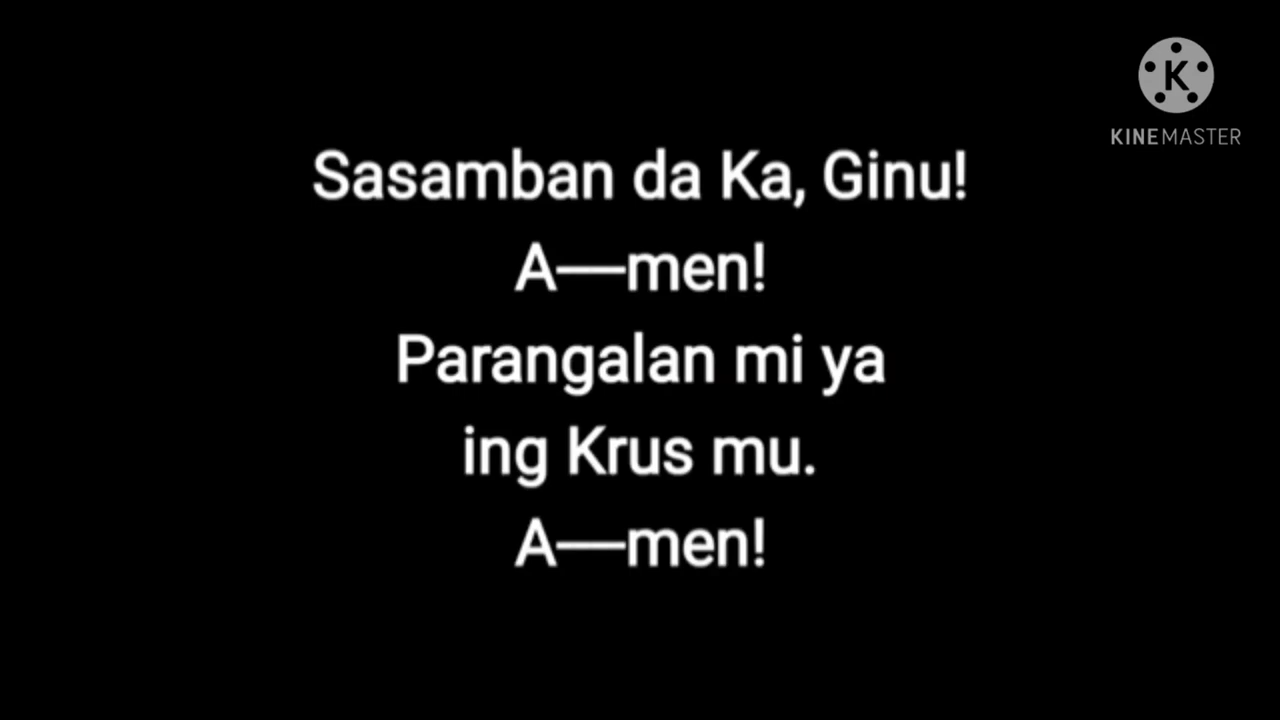 KINEMASTER
Sasamban da Ka, Ginu!
A—men!
Parangalan mi ya
ing Krus mu.
A—men!